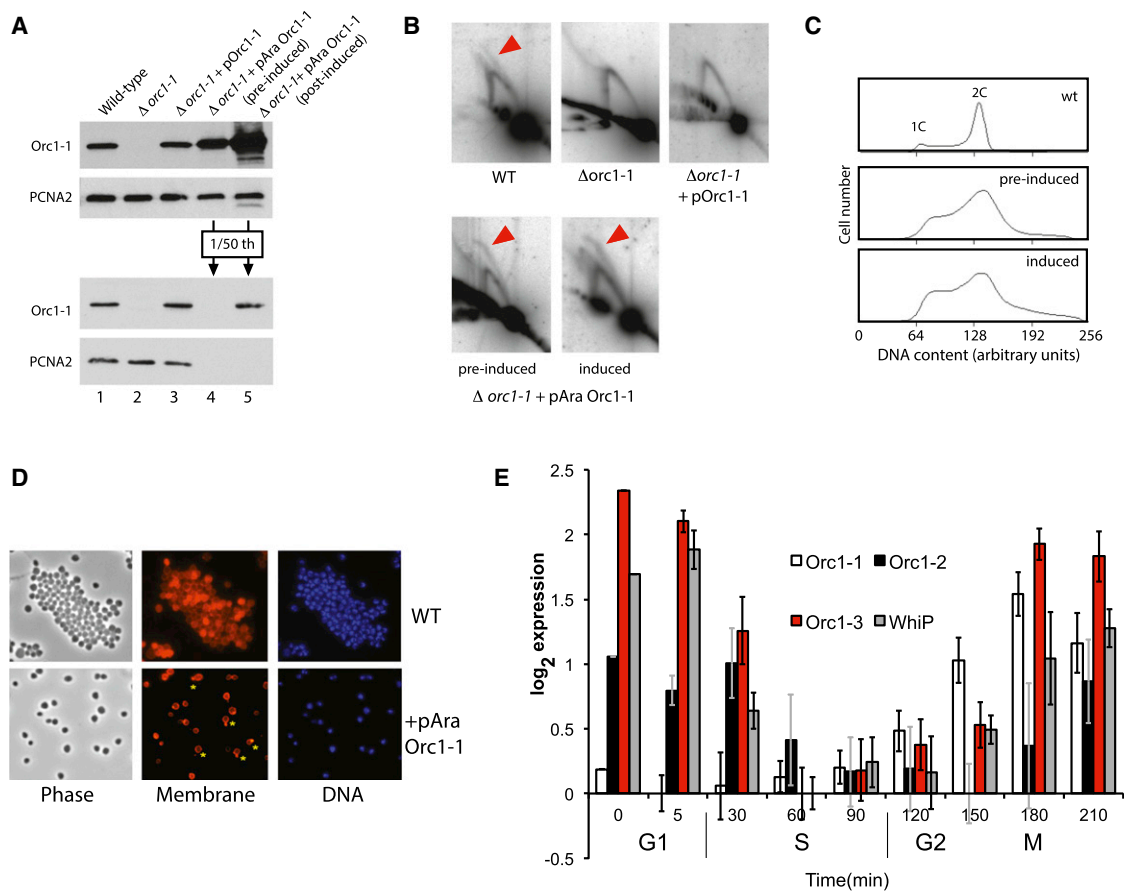 A
Wild-type
Δ orc1-1
Δ orc1-1 + pOrc1-1
Δ orc1-1 + pAra Orc1-1
(pre-induced)
Δ orc1-1 + pAra Orc1-1
(post-induced)
Orc1-1
PCNA2
1/50 th
Orc1-1
PCNA2
1 2 3 4 5
B
WT
Δorc1-1
Δorc1-1
+ pOrc1-1
pre-induced
induced
Δ orc1-1 + pAra Orc1-1
C
Cell number
1C
2C
wt
pre-induced
induced
0 64 128 192 256
DNA content (arbitrary units)
D
WT
+pAra
Orc1-1
* * * * *
Phase Membrane DNA
E
log2 expression
2.5
2
1.5
1
0.5
0
-0.5
Orc1-1 Orc1-2
Orc1-3 WhiP
0 5 30 60 90 120 150 180 210
G1 S G2 M
Time(min)